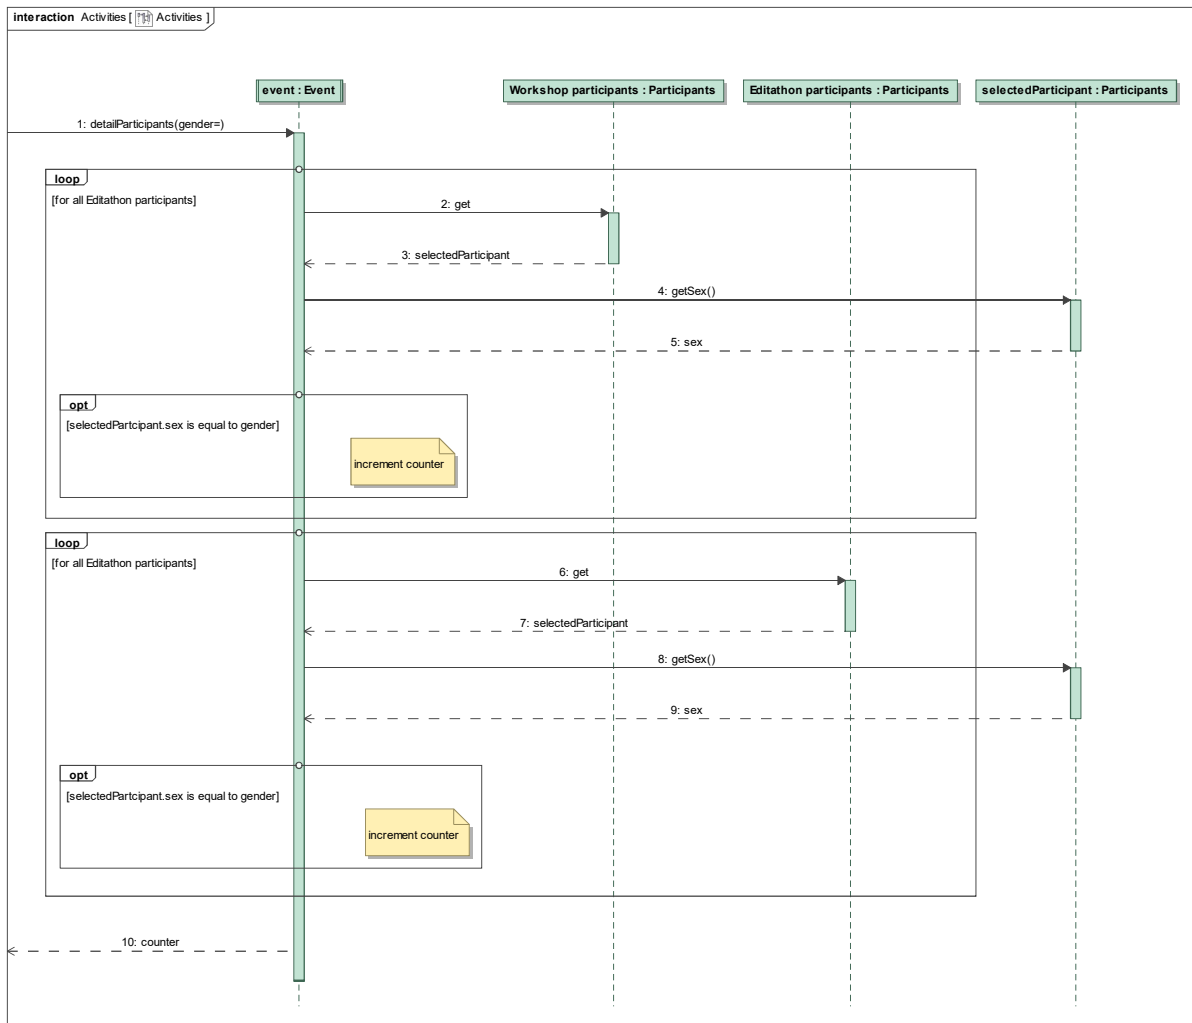 interaction Activities [ Activities ]
event : Event
Workshop participants : Participants
Editathon participants : Participants
selectedParticipant : Participants
1: detailParticipants(gender=)
loop
[for all Editathon participants]
2: get
3: selectedParticipant
4: getSex()
5: sex
opt
[selectedPartcipant.sex is equal to gender]
increment counter
loop
[for all Editathon participants]
6: get
7: selectedParticipant
8: getSex()
9: sex
opt
[selectedPartcipant.sex is equal to gender]
increment counter
10: counter